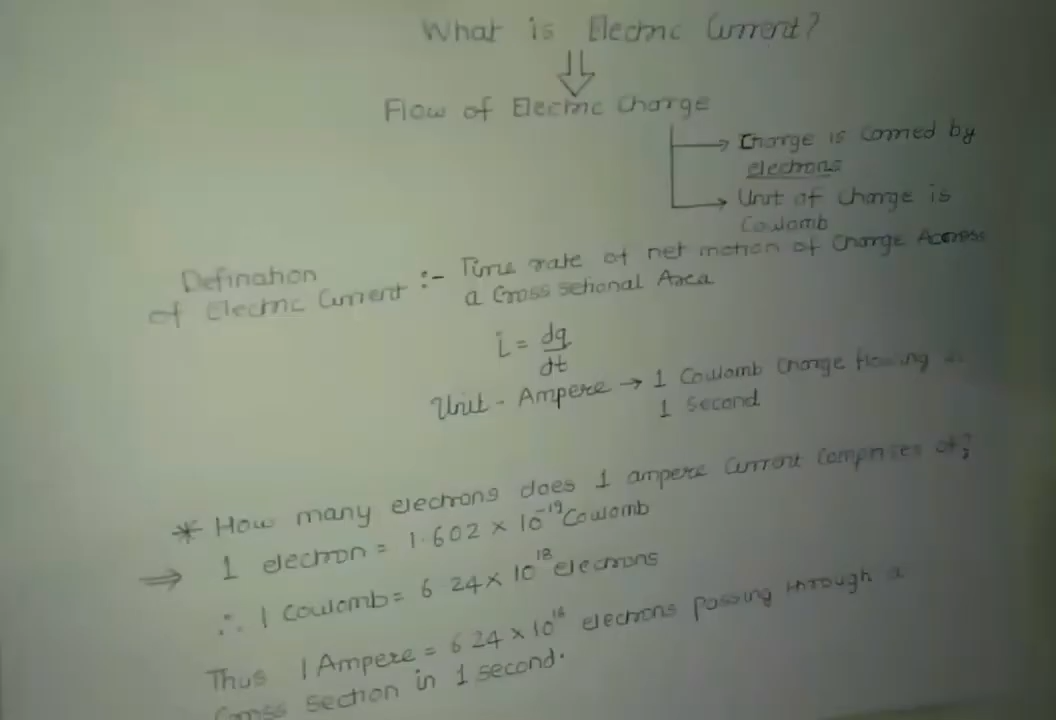 What is Electric Current?
Flow of Electric Charge
Charge is carried by
electrons
Unit of charge is
Coulomb
Defination
of Electric Current :- Time rate of net motion of Charge Across
a Cross setional Area
i = dq/dt
Unit - Ampere → 1 Coulomb Charge flowing in
1 second
* How many electrons does 1 ampere Current Comprises of?
⇒ 1 electron = 1.602 × 10⁻¹⁹ Coulomb
∴ 1 Coulomb = 6 24 × 10¹⁸ electrons
Thus 1 Ampere = 6 24 × 10¹⁸ electrons passing through a
Cross section in 1 second.